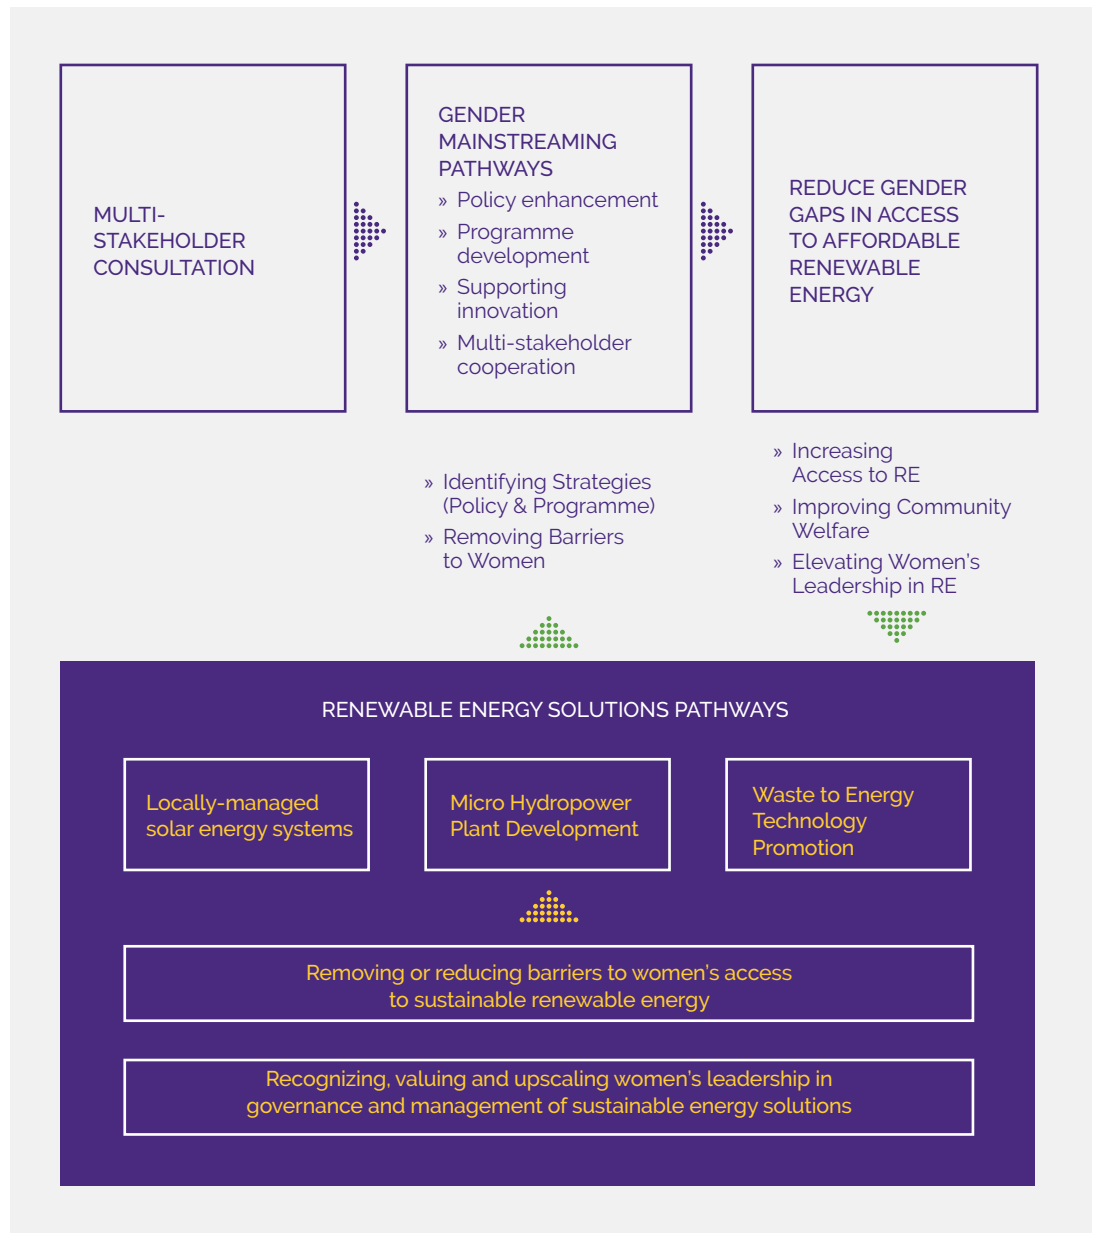 MULTI-
STAKEHOLDER
CONSULTATION
GENDER
MAINSTREAMING
PATHWAYS
» Policy enhancement
» Programme
development
» Supporting
innovation
» Multi-stakeholder
cooperation
REDUCE GENDER
GAPS IN ACCESS
TO AFFORDABLE
RENEWABLE
ENERGY
» Identifying Strategies
(Policy & Programme)
» Removing Barriers
to Women
» Increasing
Access to RE
» Improving Community
Welfare
» Elevating Women’s
Leadership in RE
RENEWABLE ENERGY SOLUTIONS PATHWAYS
Locally-managed
solar energy systems
Micro Hydropower
Plant Development
Waste to Energy
Technology
Promotion
Removing or reducing barriers to women’s access
to sustainable renewable energy
Recognizing, valuing and upscaling women’s leadership in
governance and management of sustainable energy solutions